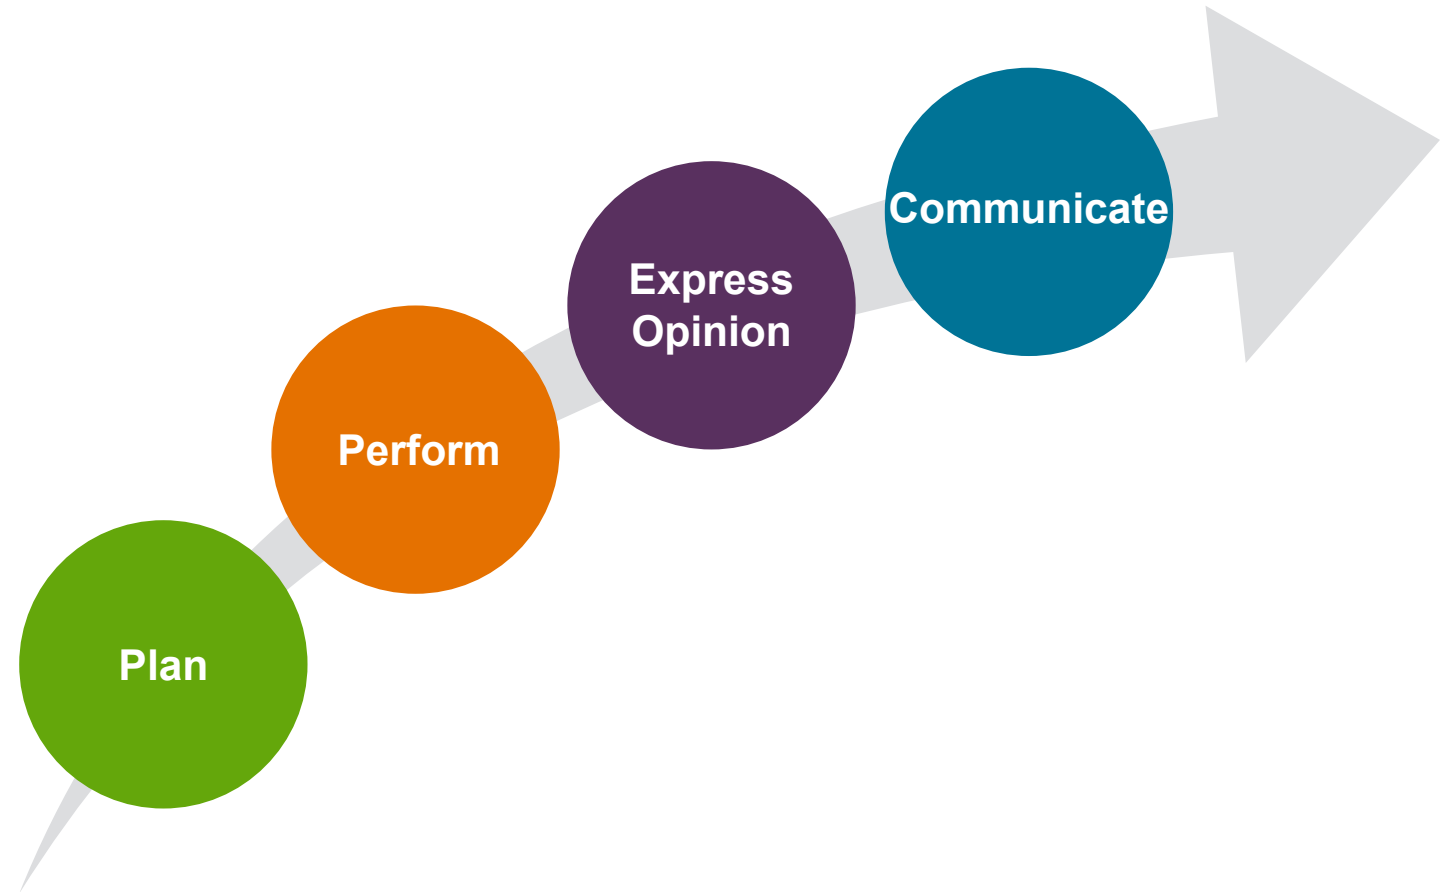 Plan
Perform
Express
Opinion
Communicate